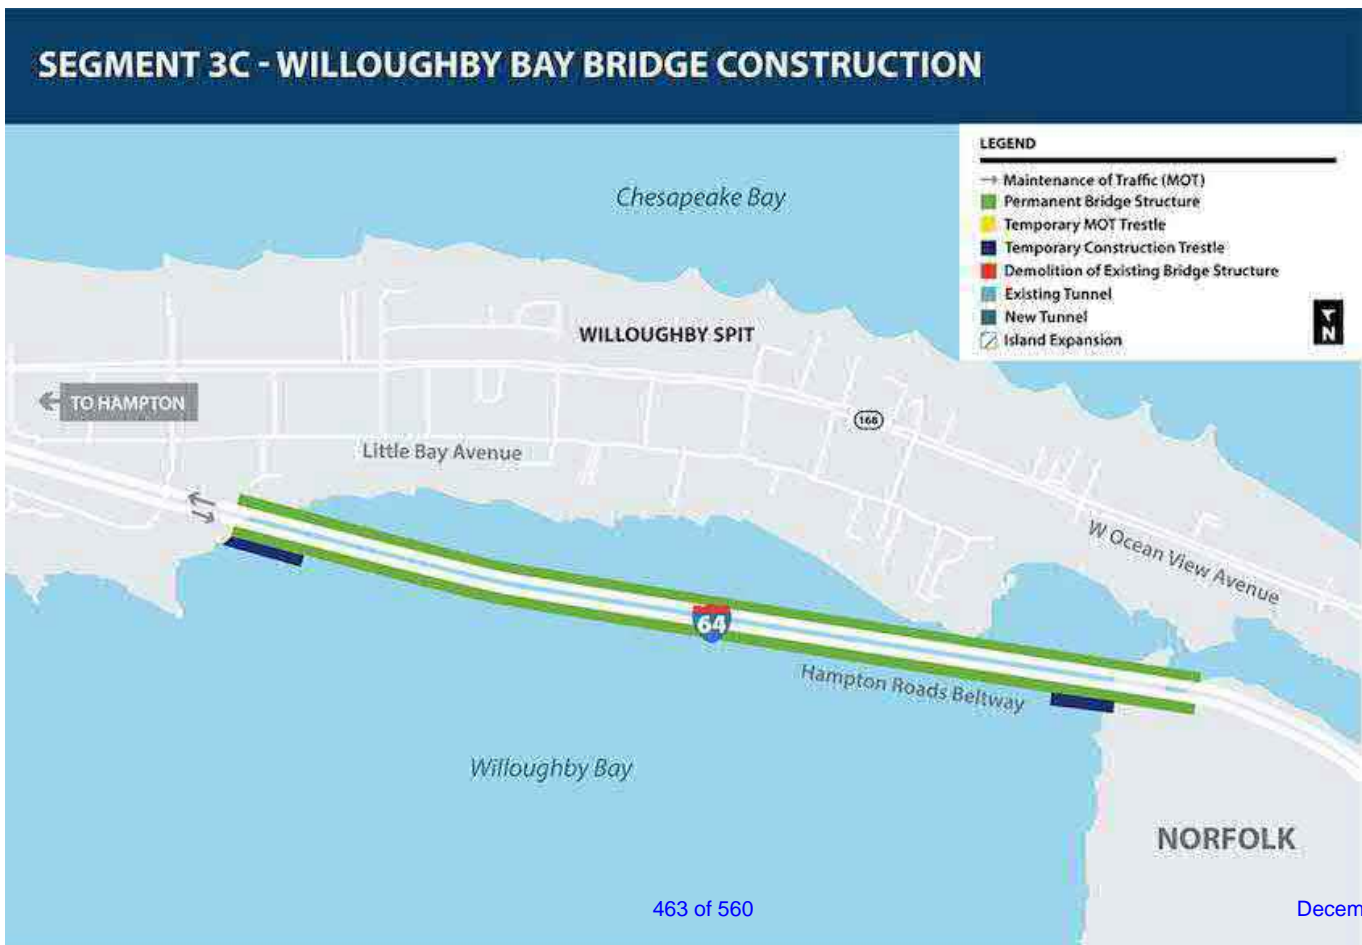 SEGMENT 3C - WILLOUGHBY BAY BRIDGE CONSTRUCTION
LEGEND
Maintenance of Traffic (MOT)
Permanent Bridge Structure
Temporary MOT Trestle
Temporary Construction Trestle
Demolition of Existing Bridge Structure
Existing Tunnel
New Tunnel
Island Expansion
N
Chesapeake Bay
WILLOUGHBY SPIT
TO HAMPTON
168
Little Bay Avenue
W Ocean View Avenue
64
Hampton Roads Beltway
Willoughby Bay
NORFOLK
463 of 560
Decem